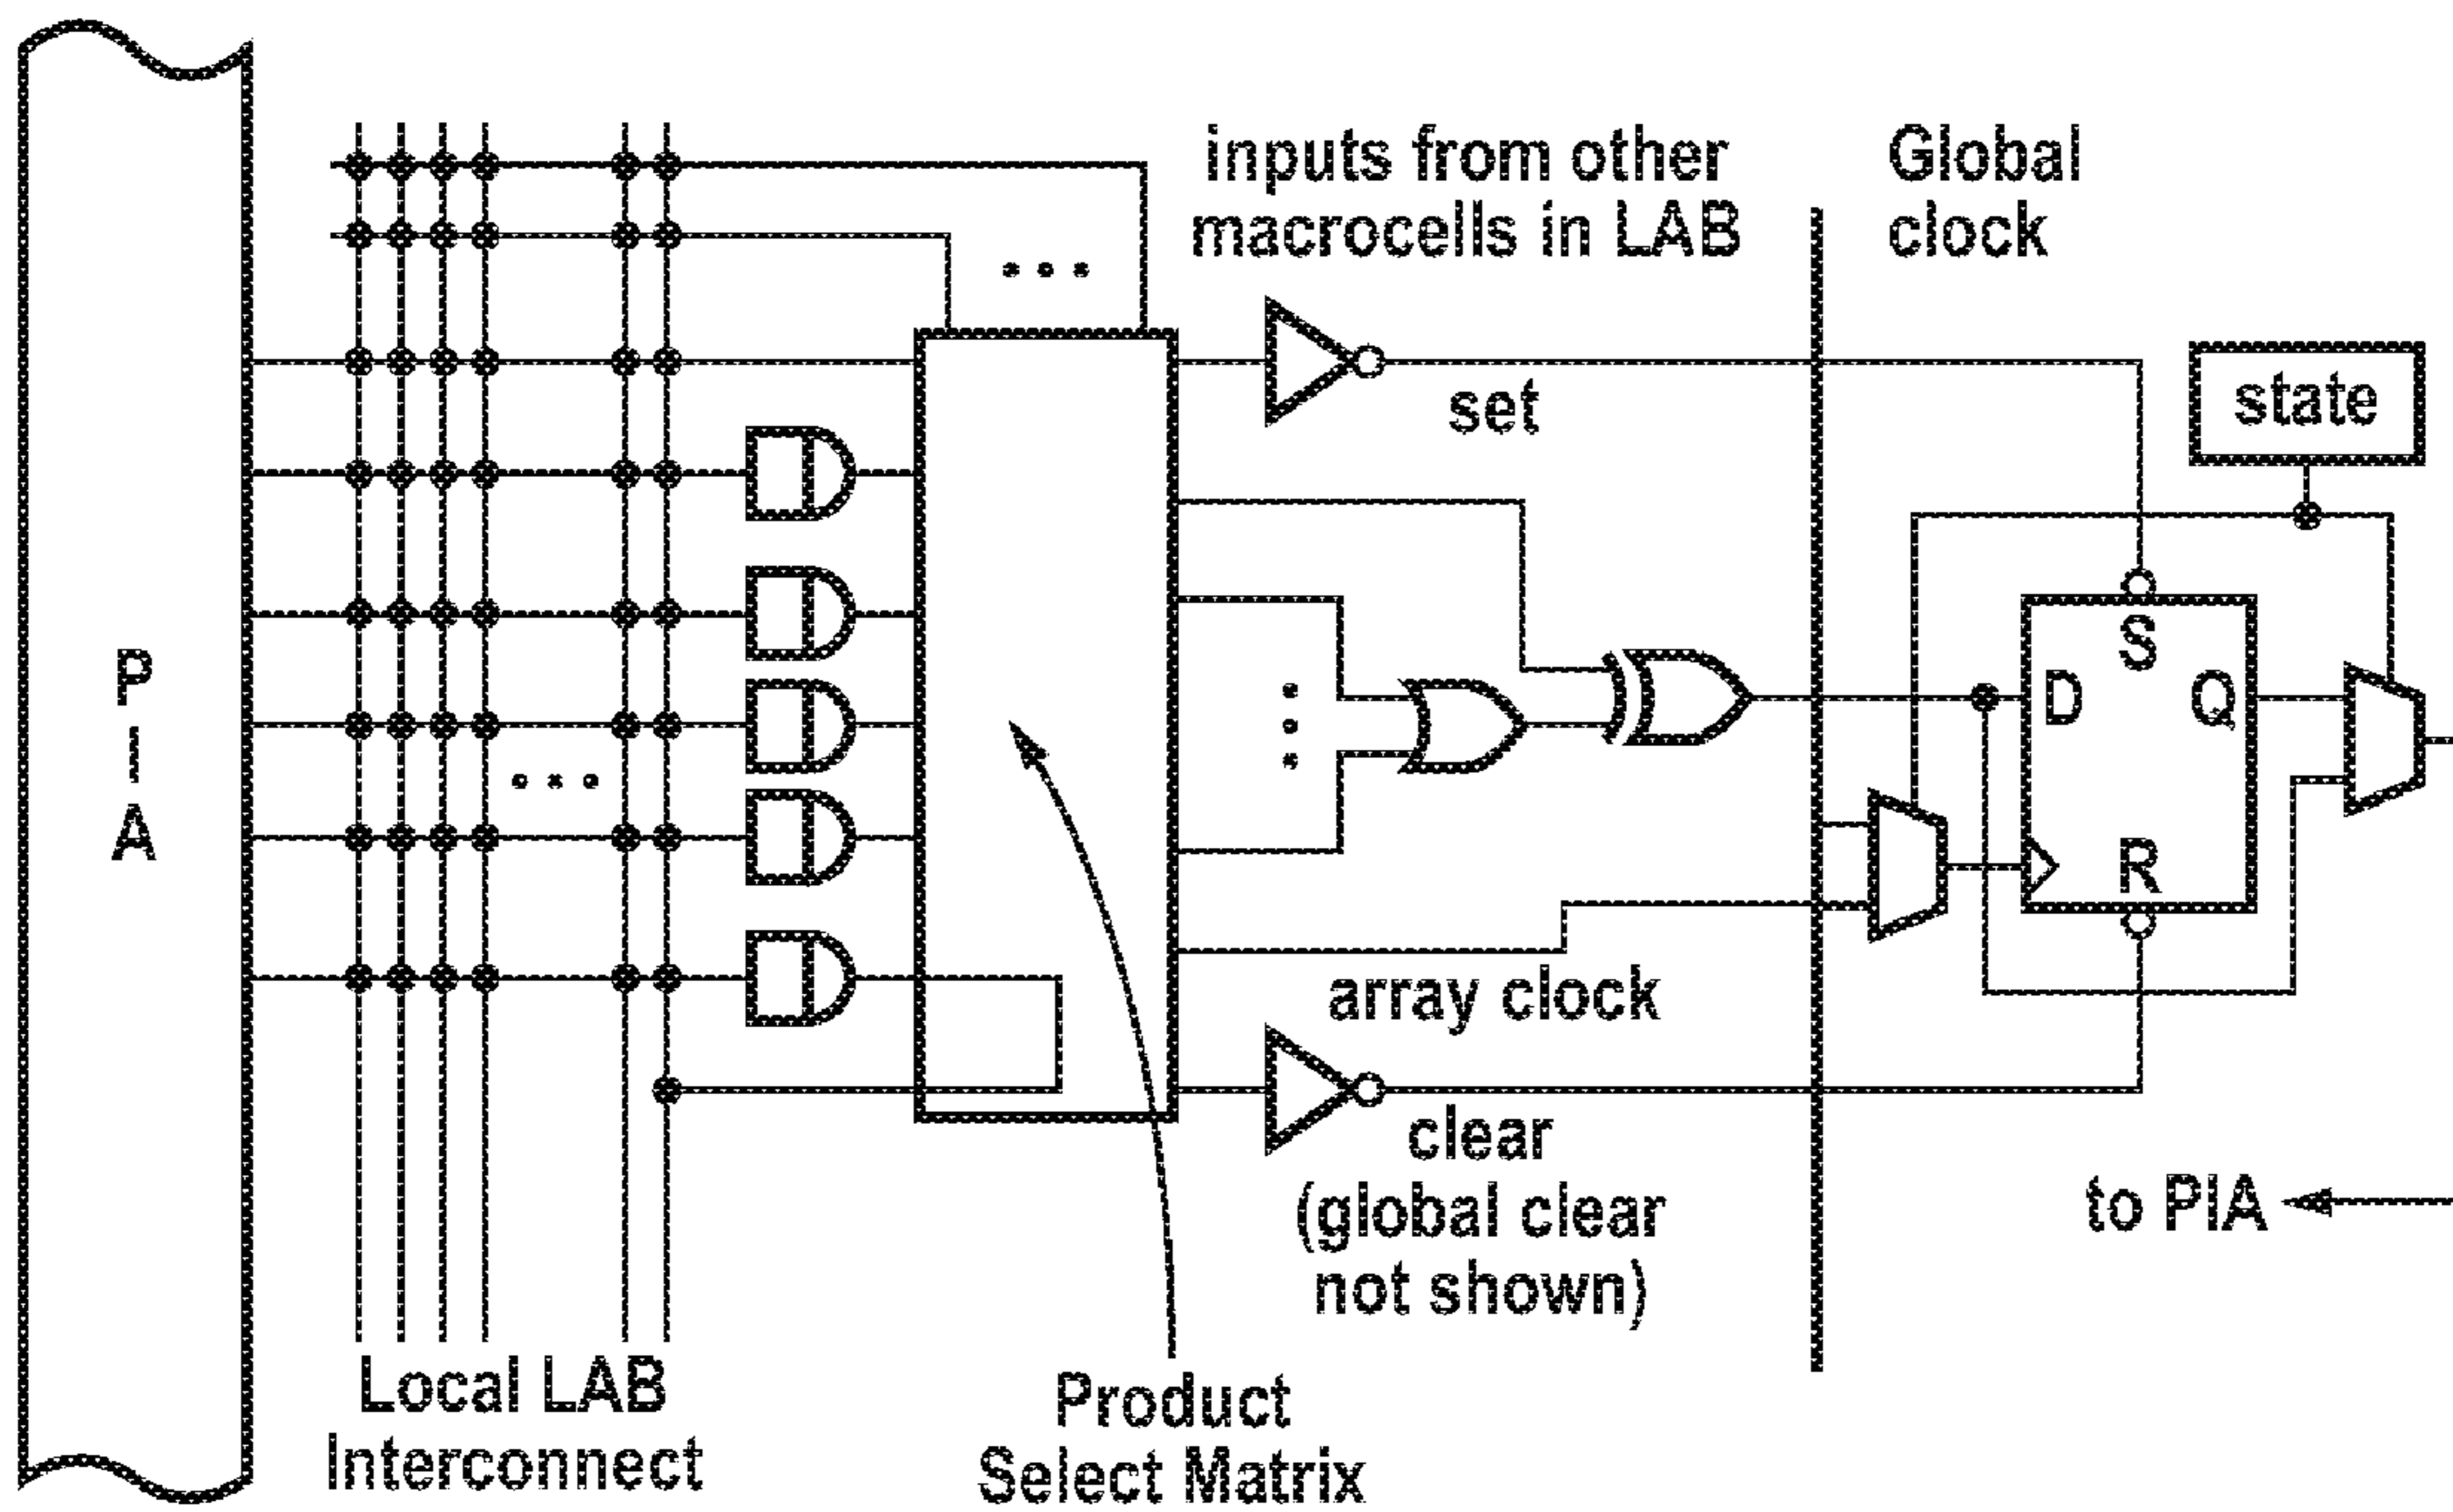 inputs from other
macrocells in LAB
Global
clock
set
state
P
I
A
S
D
Q
R
array clock
clear
(global clear
not shown)
to PIA
Local LAB
Interconnect
Product
Select Matrix